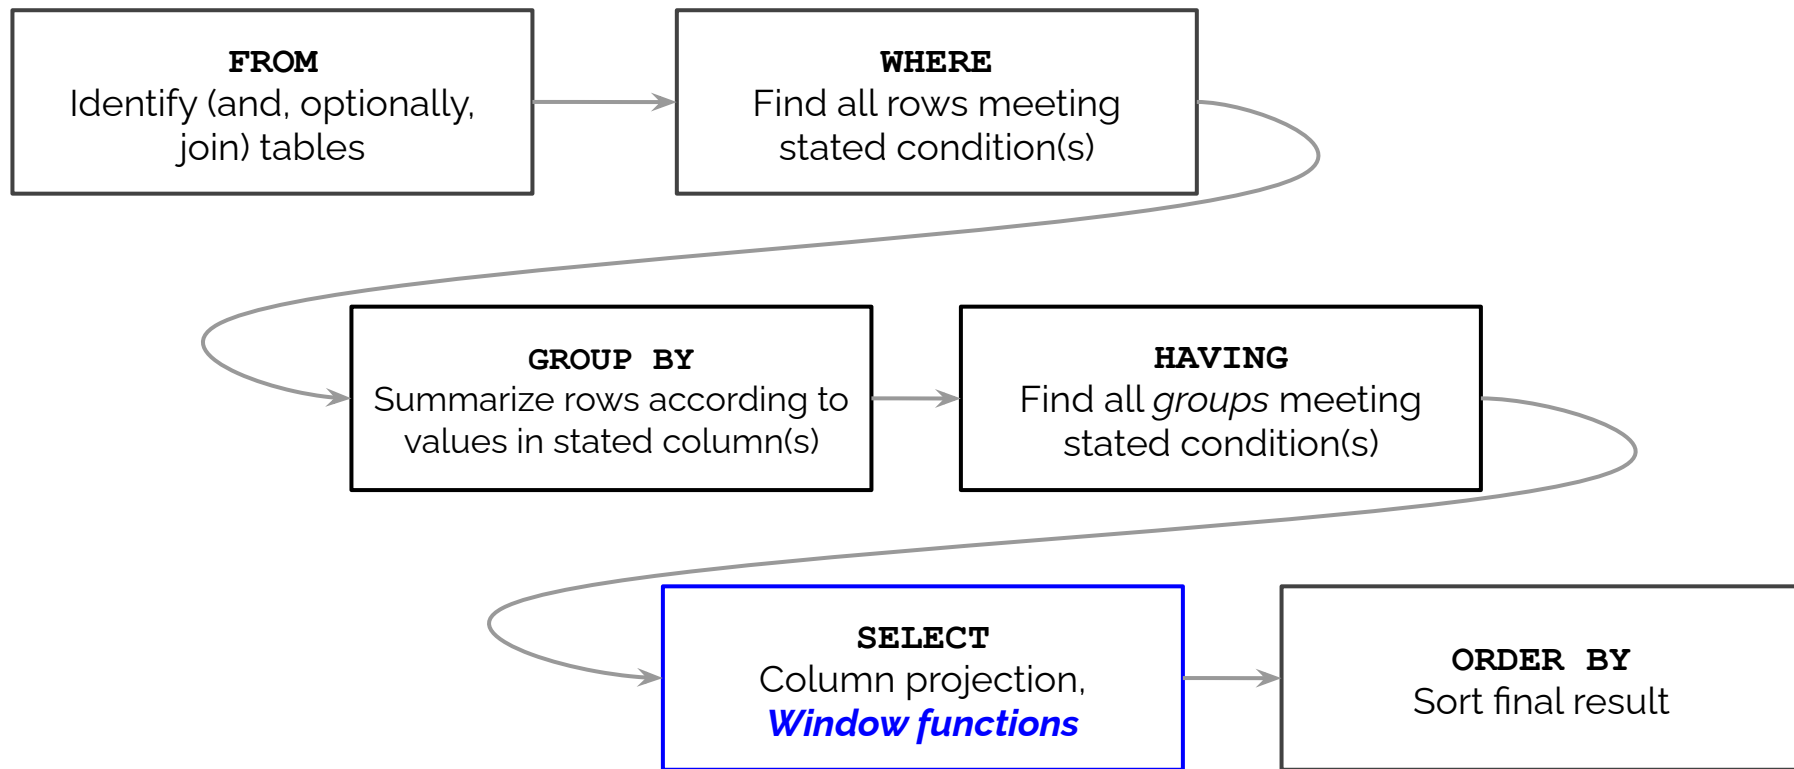 FROM
Identify (and, optionally,
join) tables
WHERE
Find all rows meeting
stated condition(s)
GROUP BY
Summarize rows according to
values in stated column(s)
HAVING
Find all groups meeting
stated condition(s)
SELECT
Column projection,
Window functions
ORDER BY
Sort final result